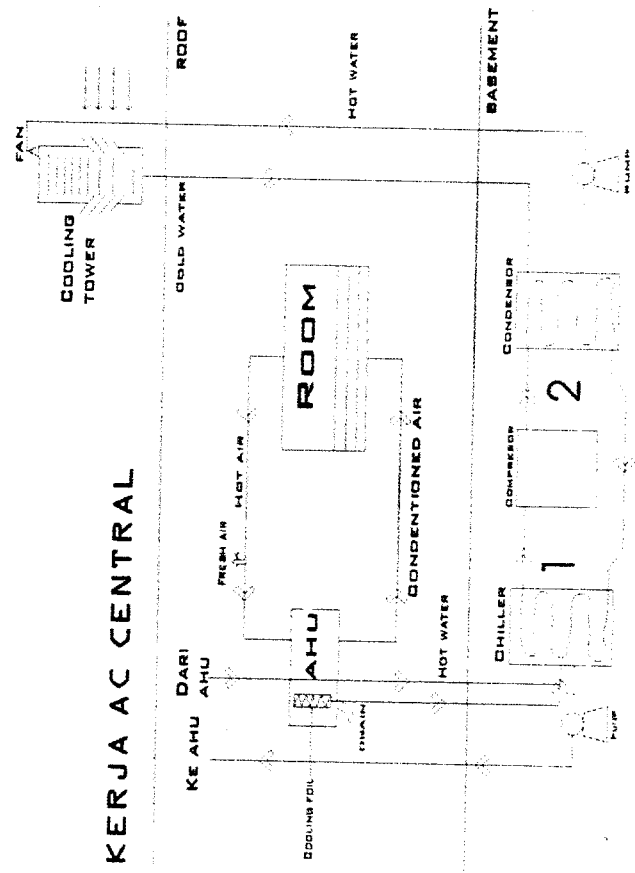 KERJA AC CENTRAL
FAN
COOLING
TOWER
ROOF
COLD WATER
HOT WATER
ROOM
HOT AIR
FRESH AIR
CONDENTIONED AIR
AHU
DARI
AHU
KE AHU
COOLING FOIL
DRAIN
HOT WATER
BASEMENT
CHILLER
1
COMPRESOR
2
CONDENSOR
PUMP
PUMP